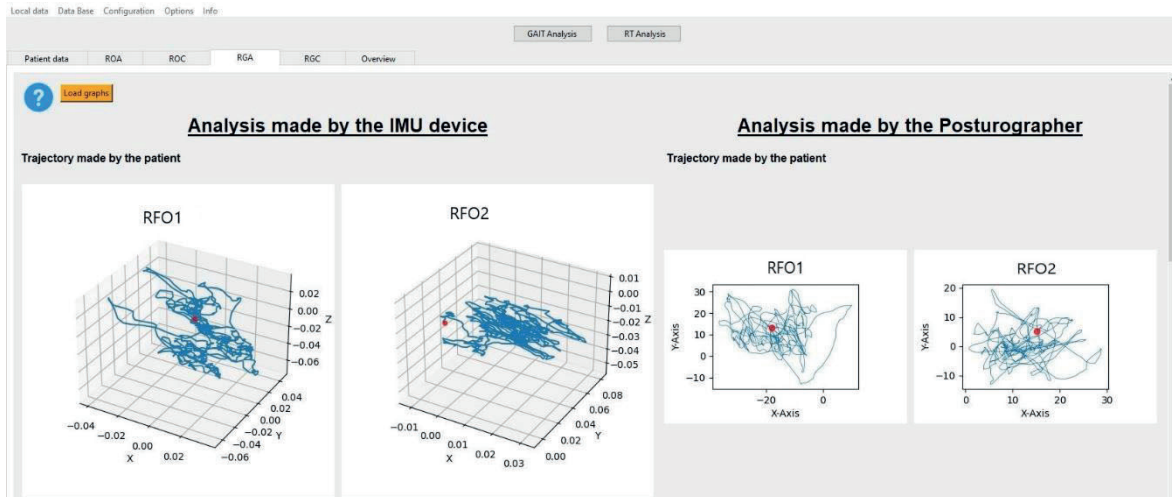 Local data Data Base Configuration Options Info
GAIT Analysis RT Analysis
Patient data ROA ROC RGA RGC Overview
? Load graphs
Analysis made by the IMU device
Trajectory made by the patient
RFO1
0.02
0.00
-0.02
-0.04
-0.06
Z
0.04
0.02
0.00
-0.02
-0.04
-0.06
Y
-0.04
-0.02
0.00
0.02
X
RFO2
0.01
0.00
-0.01
-0.02
-0.03
-0.04
-0.05
Z
0.08
0.06
0.04
0.02
0.00
Y
-0.01
0.00
0.01
0.02
0.03
X
Analysis made by the Posturographer
Trajectory made by the patient
RFO1
30
20
10
0
-10
Y-Axis
-20 0
X-Axis
RFO2
20
10
0
-10
Y-Axis
0 10 20 30
X-Axis